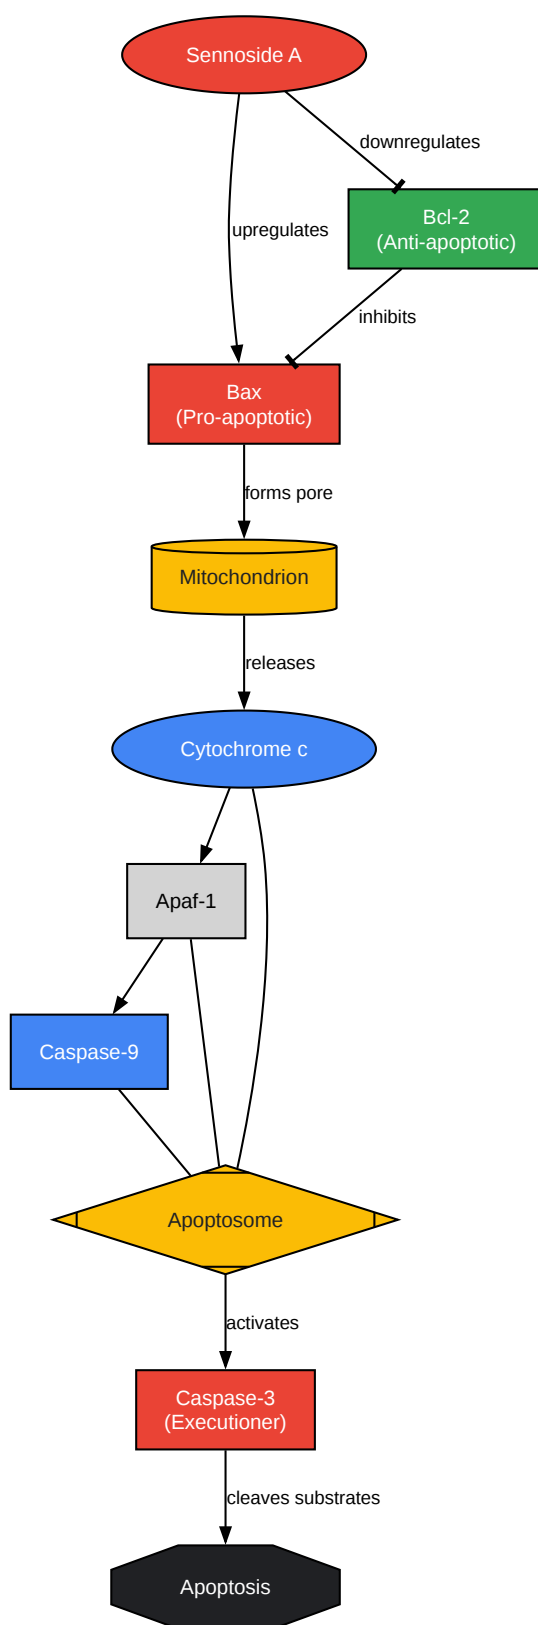 Sennoside A
downregulates
Bcl-2
(Anti-apoptotic)
upregulates
inhibits
Bax
(Pro-apoptotic)
forms pore
Mitochondrion
releases
Cytochrome c
Apaf-1
Caspase-9
Apoptosome
activates
Caspase-3
(Executioner)
cleaves substrates
Apoptosis